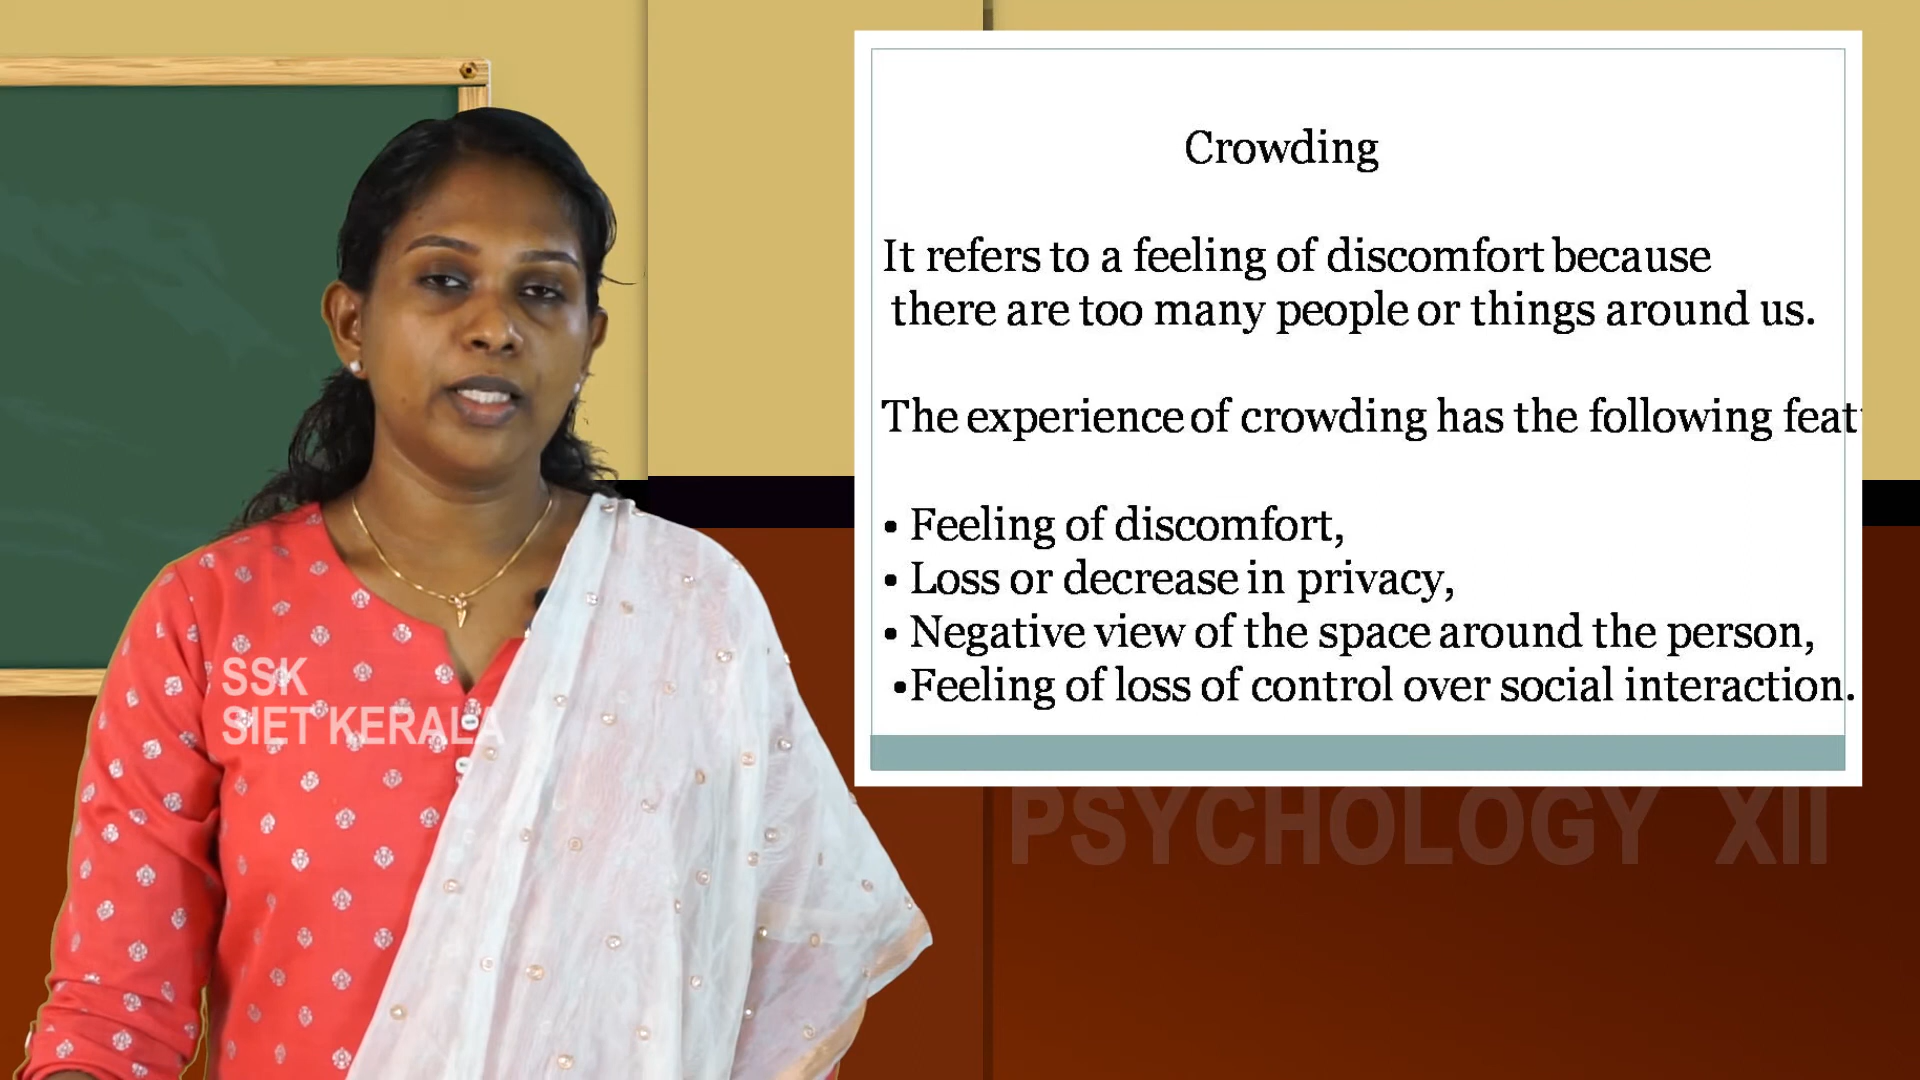 Crowding
It refers to a feeling of discomfort because
there are too many people or things around us.
The experience of crowding has the following feat
• Feeling of discomfort,
• Loss or decrease in privacy,
• Negative view of the space around the person,
•Feeling of loss of control over social interaction.
SSK
SIET KERALA
PSYCHOLOGY XII